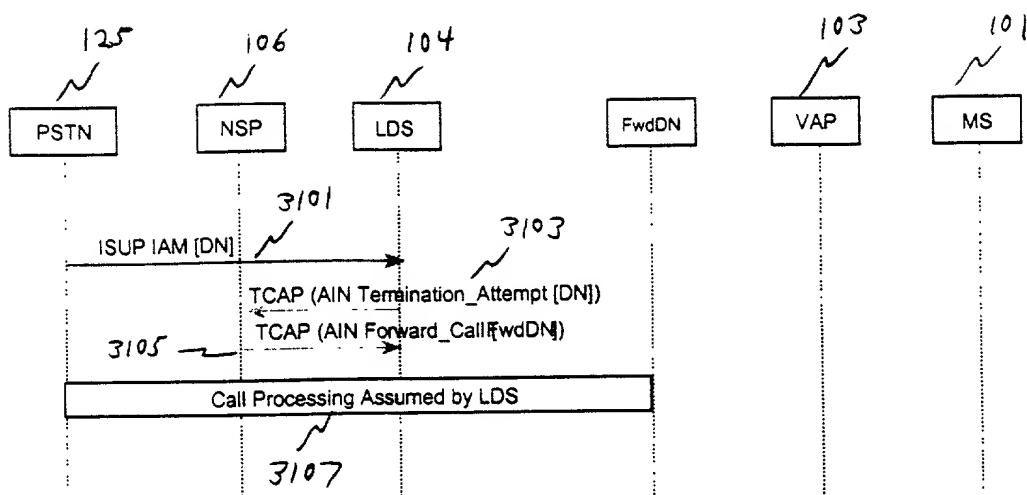 125 106 104 103 101
PSTN NSP LDS FwdDN VAP MS
3101
ISUP IAM [DN]
3103
TCAP (AIN Termination_Attempt [DN])
TCAP (AIN Forward_Call[FwdDN])
3105
Call Processing Assumed by LDS
3107